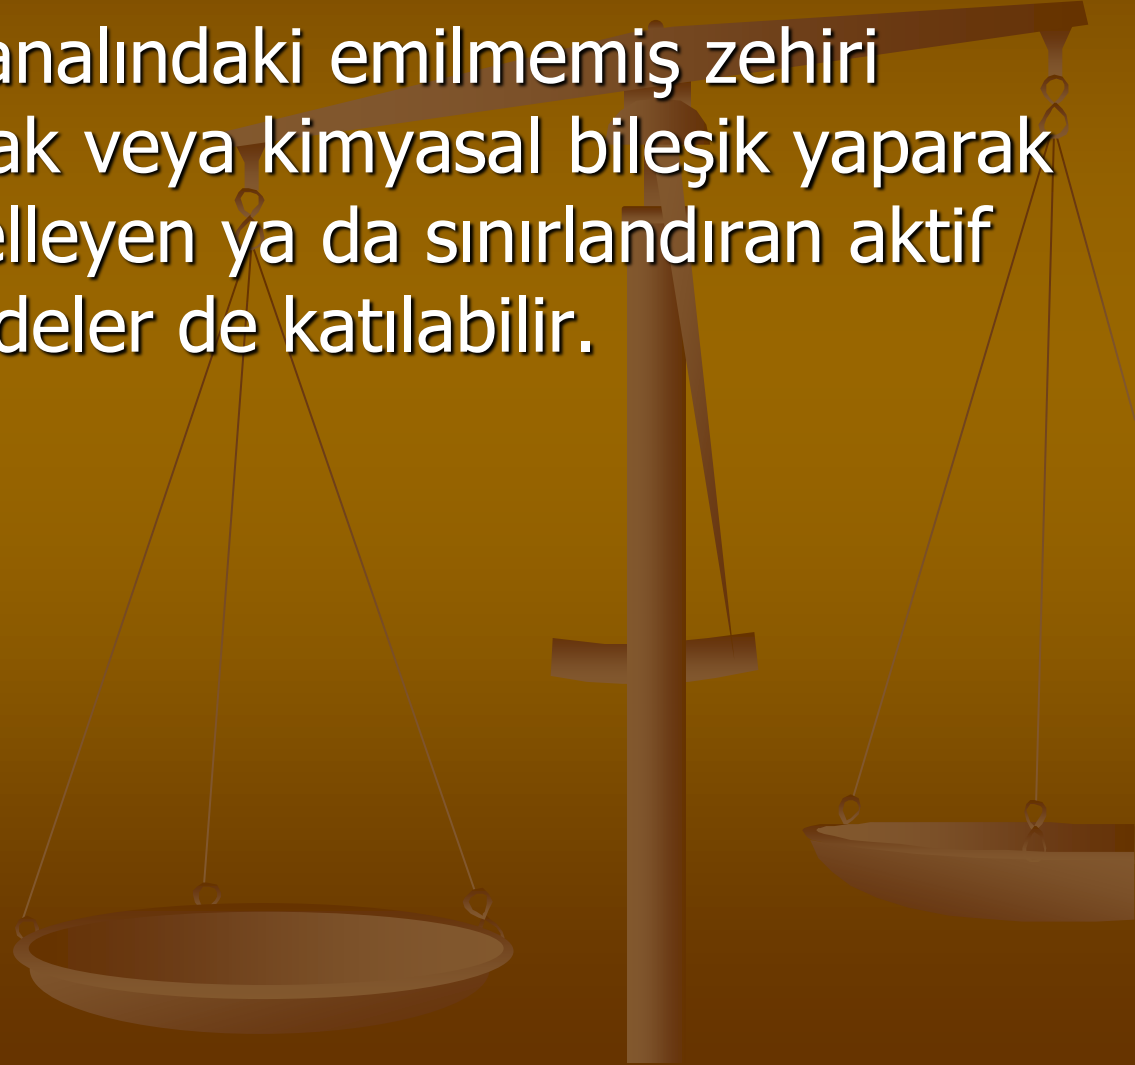 analındaki emilmemiş zehiri
ak veya kimyasal bileşik yaparak
elleyen ya da sınırlandıran aktif
deler de katılabilir.